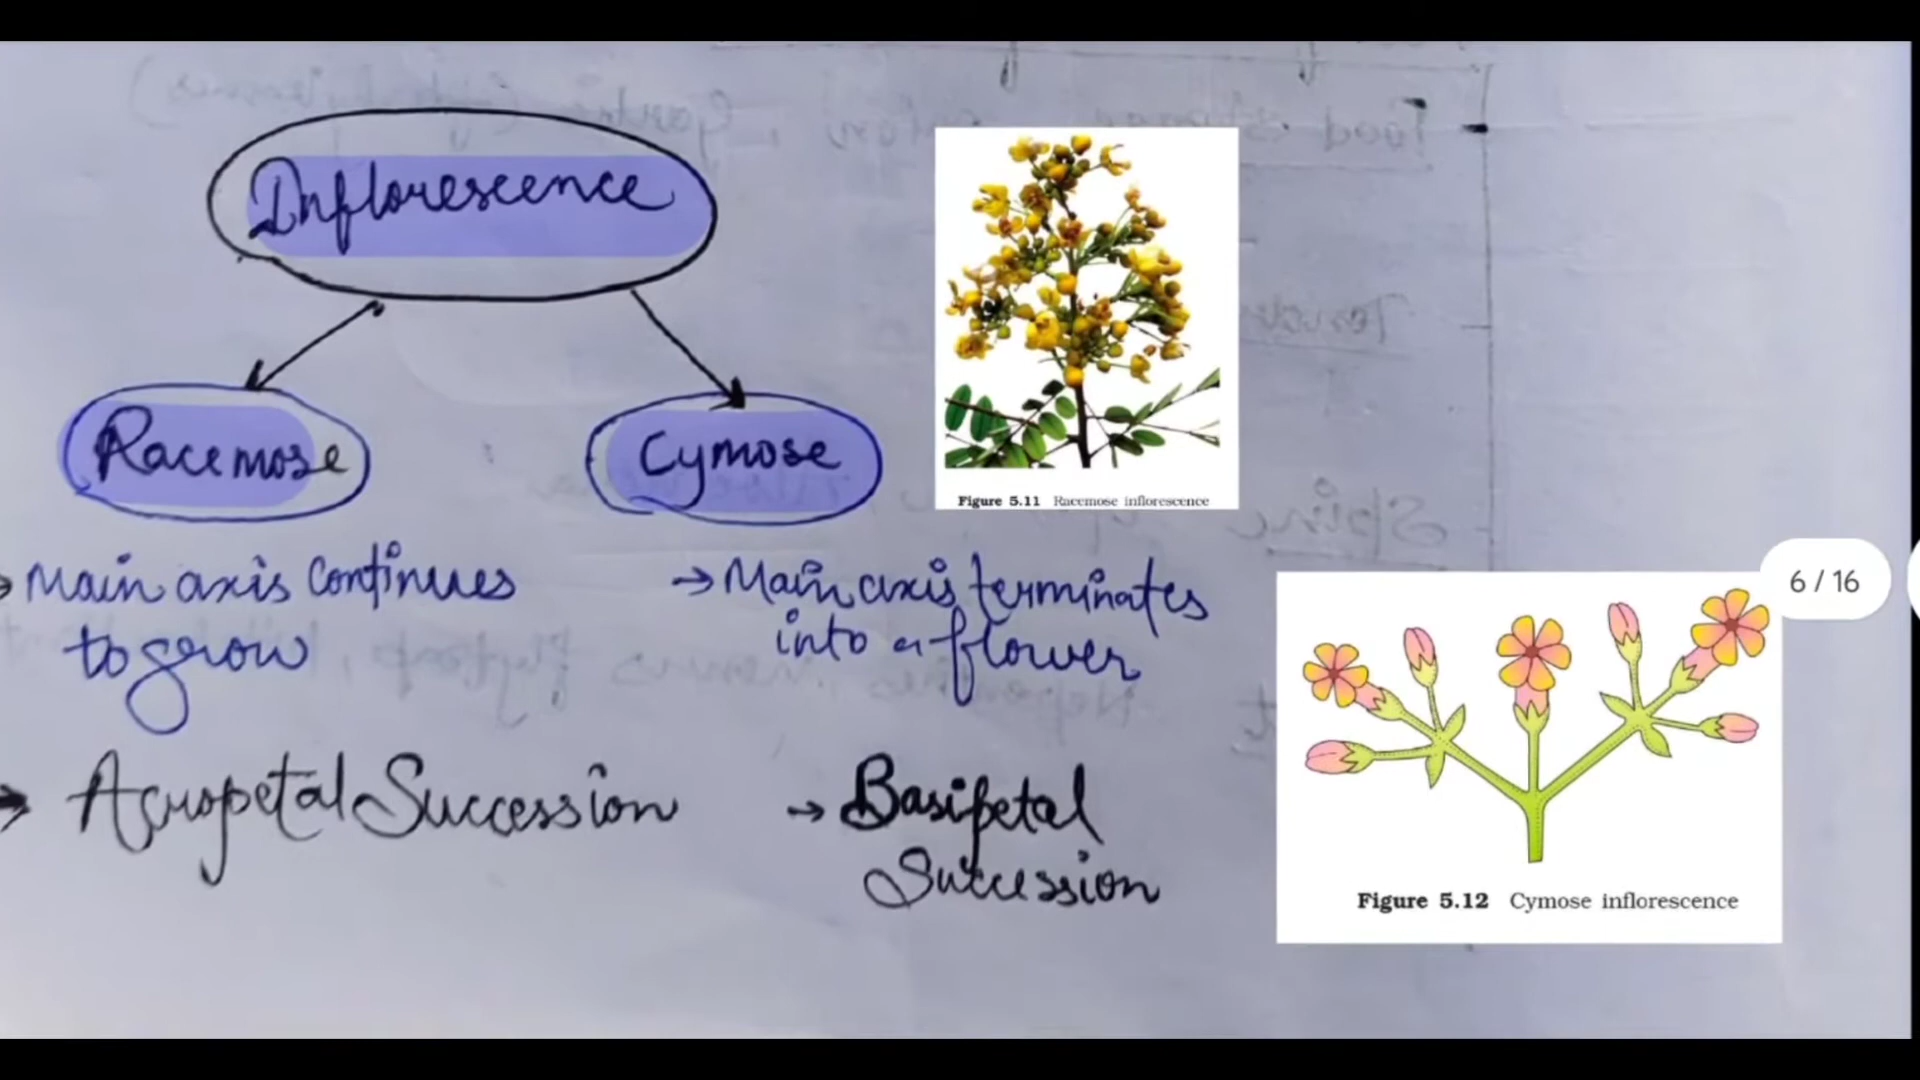 Inflorescence
Racemose
Cymose
→ Main axis continues
to grow
→ Main axis terminates
into a flower
→ Acropetal Succession
→ Basipetal
Succession
Figure 5.11 Racemose inflorescence
6 / 16
Figure 5.12 Cymose inflorescence